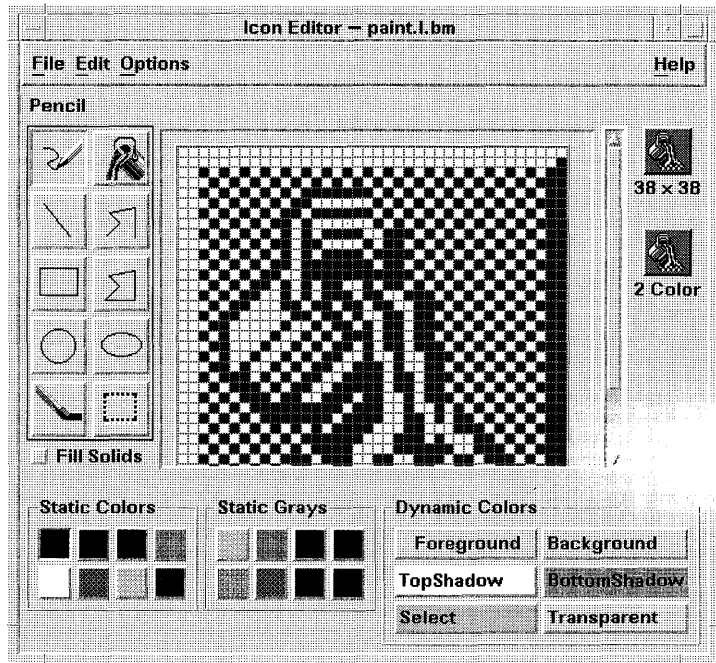 Icon Editor — paint.l.bm
File Edit Options Help
Pencil
38 x 38
2 Color
Fill Solids
Static Colors Static Grays Dynamic Colors
Foreground Background
TopShadow BottomShadow
Select Transparent